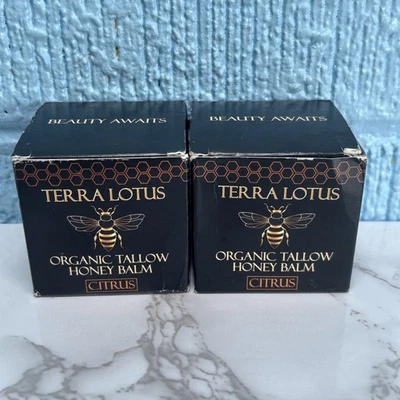 BEAUTY AWAITS
TERRA LOTUS
ORGANIC TALLOW
HONEY BALM
CITRUS
BEAUTY AWAITS
TERRA LOTUS
ORGANIC TALLOW
HONEY BALM
CITRUS